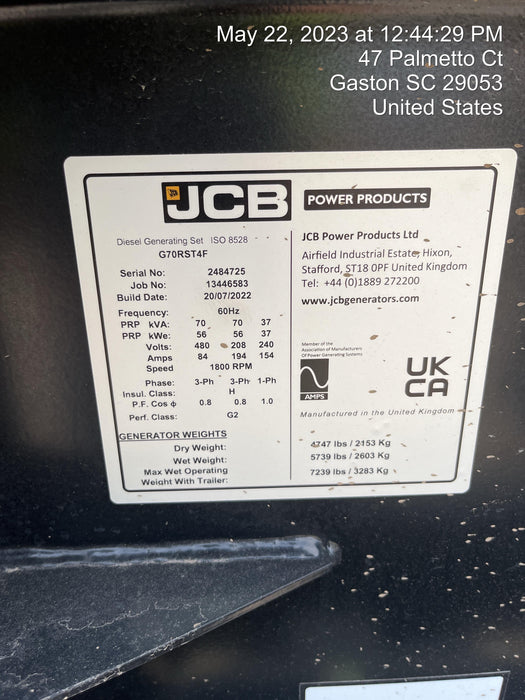 May 22, 2023 at 12:44:29 PM
47 Palmetto Ct
Gaston SC 29053
United States
JCB POWER PRODUCTS
Diesel Generating Set ISO 8528
G70RST4F
Serial No: 2484725
Job No: 13446583
Build Date: 20/07/2022
Frequency: 60Hz
PRP kVA: 70 70 37
PRP kWe: 56 56 37
Volts: 480 208 240
Amps 84 194 154
Speed 1800 RPM
Phase: 3-Ph 3-Ph 1-Ph
Insul. Class: H
P.F. Cos ϕ 0.8 0.8 1.0
Perf. Class: G2
JCB Power Products Ltd
Airfield Industrial Estate, Hixon,
Stafford, ST18 0PF United Kingdom
Tel: +44 (0)1889 272200
www.jcbgenerators.com
Member of the
Association of Manufacturers
Of Power Generating Systems
AMPS
UK
CA
Manufactured in the United Kingdom
GENERATOR WEIGHTS
Dry Weight: 4747 lbs / 2153 Kg
Wet Weight: 5739 lbs / 2603 Kg
Max Wet Operating
Weight With Trailer: 7239 lbs / 3283 Kg